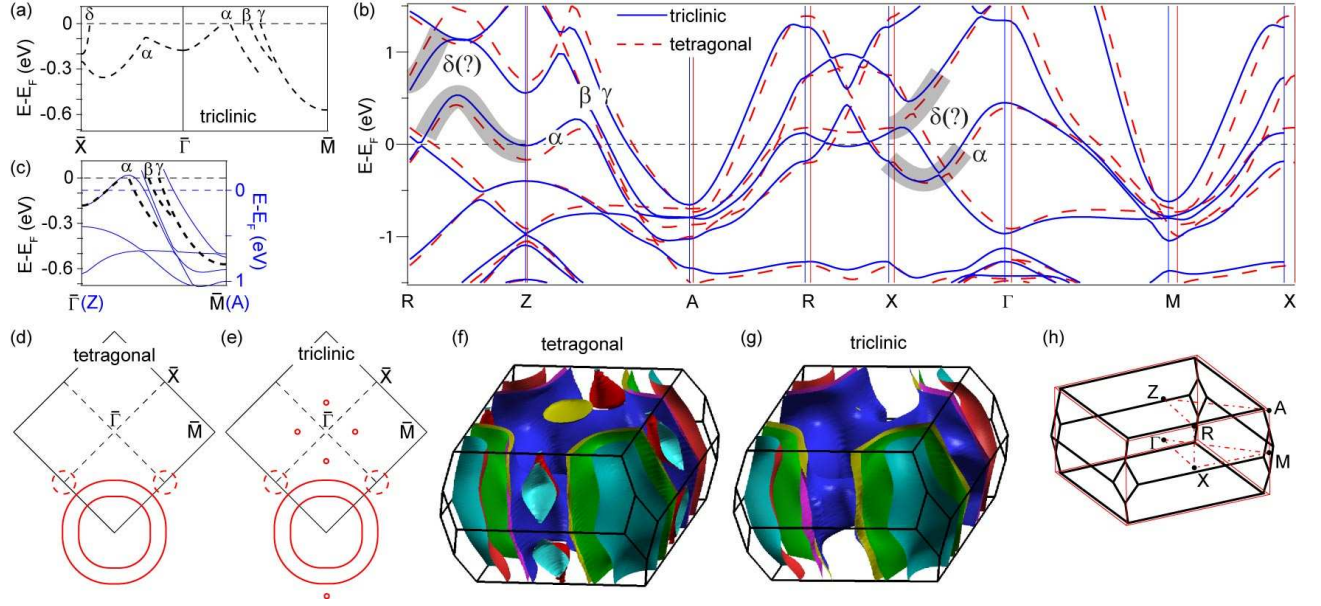 (a)
δ
α
β
γ
0
α
-0.3
-0.6
E-E_F (eV)
triclinic
X̄
Γ̄
M̄
(b)
triclinic
tetragonal
1
0
-1
E-E_F (eV)
δ(?)
α
β
γ
δ(?)
α
R
Z
A
R
X
Γ
M
X
(c)
α
β
γ
0
-0.3
-0.6
E-E_F (eV)
0
1
E-E_F (eV)
Γ̄(Z)
M̄(A)
(d)
tetragonal
X̄
Γ̄
M̄
(e)
triclinic
X̄
Γ̄
M̄
(f)
tetragonal
(g)
triclinic
(h)
Z
A
R
Γ
M
X